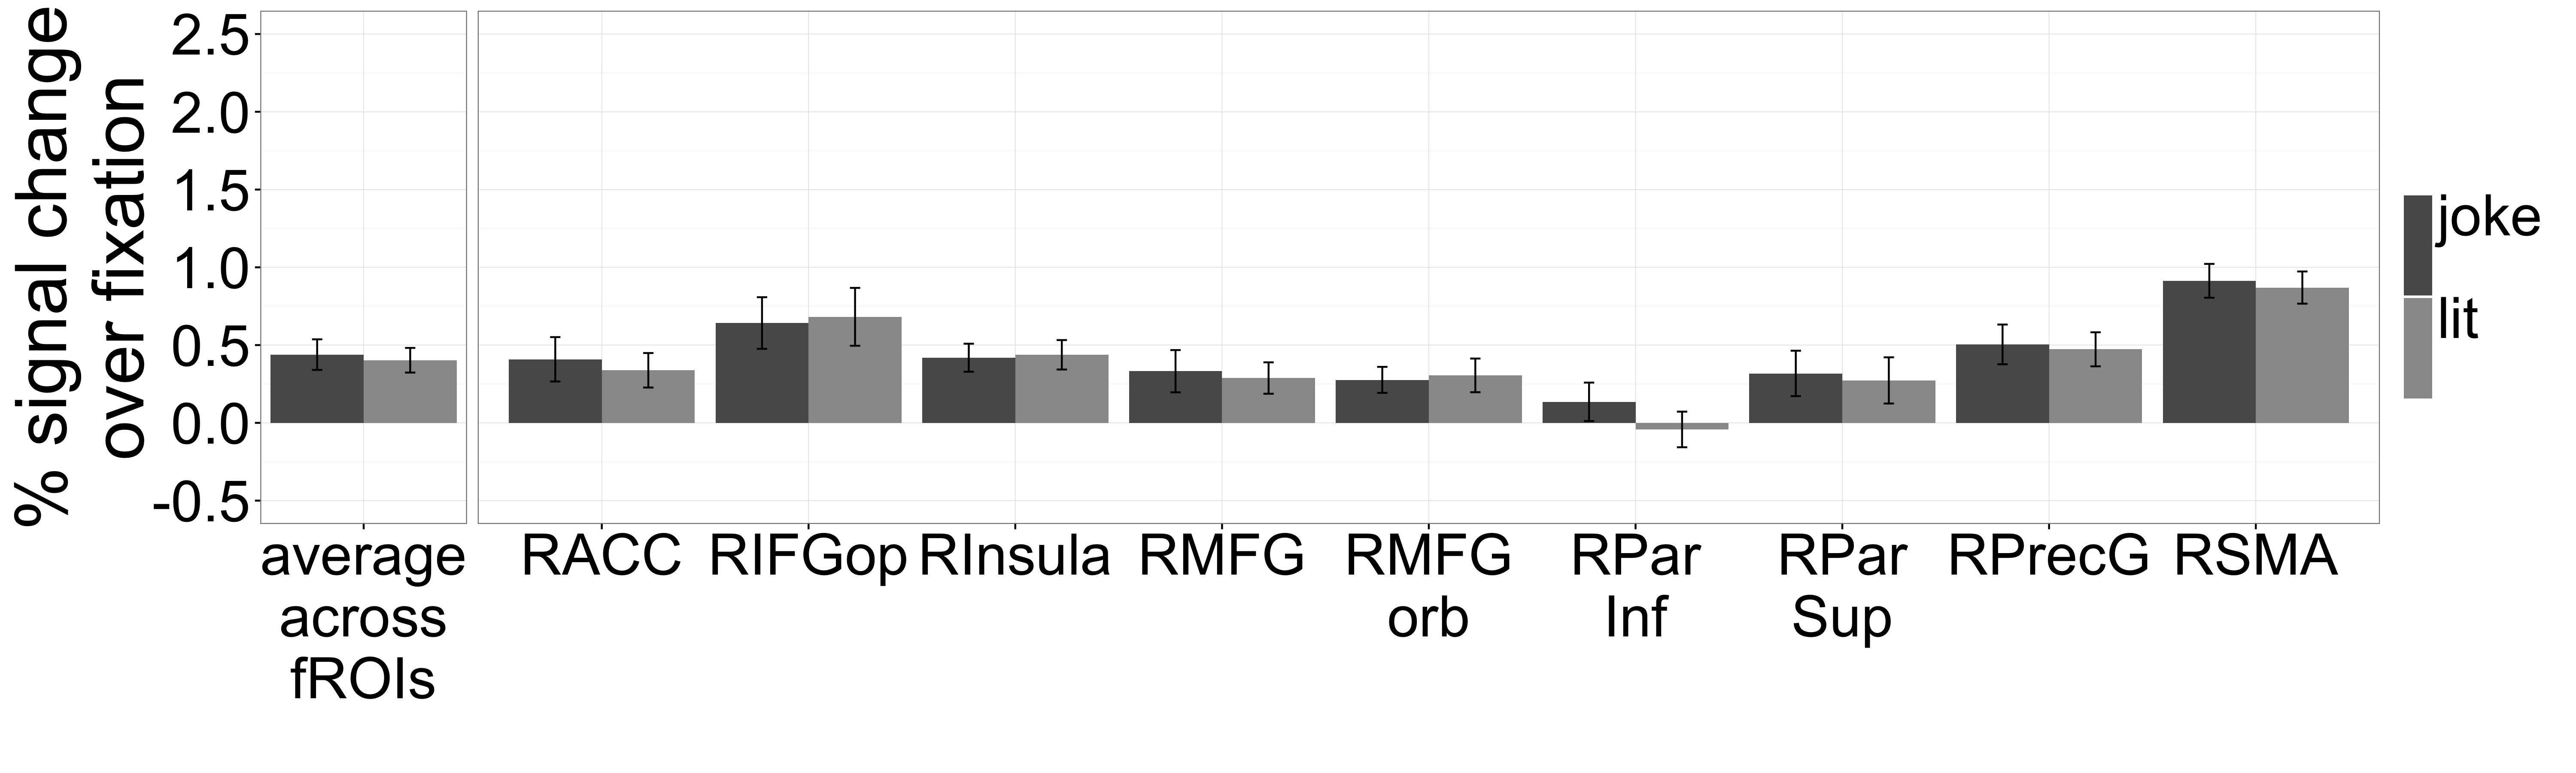 % signal change
over fixation
2.5
2.0
1.5
1.0
0.5
0.0
-0.5
average
across
fROIs
RACC
RIFGop
RInsula
RMFG
RMFG
orb
RPar
Inf
RPar
Sup
RPrecG
RSMA
joke
lit